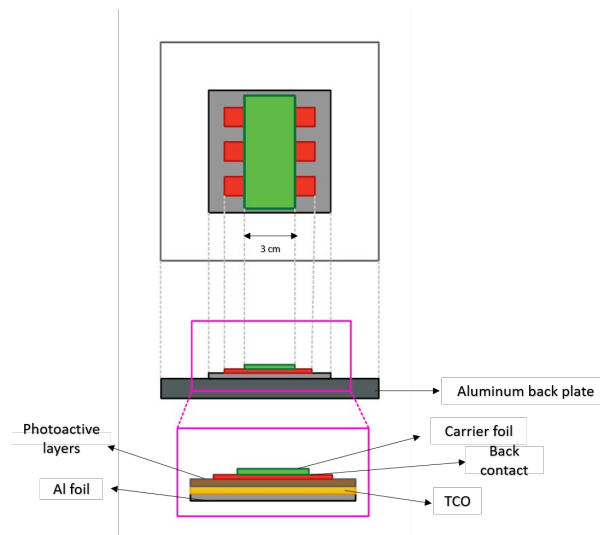 3 cm
Aluminum back plate
Photoactive
layers
Carrier foil
Back
contact
Al foil
TCO